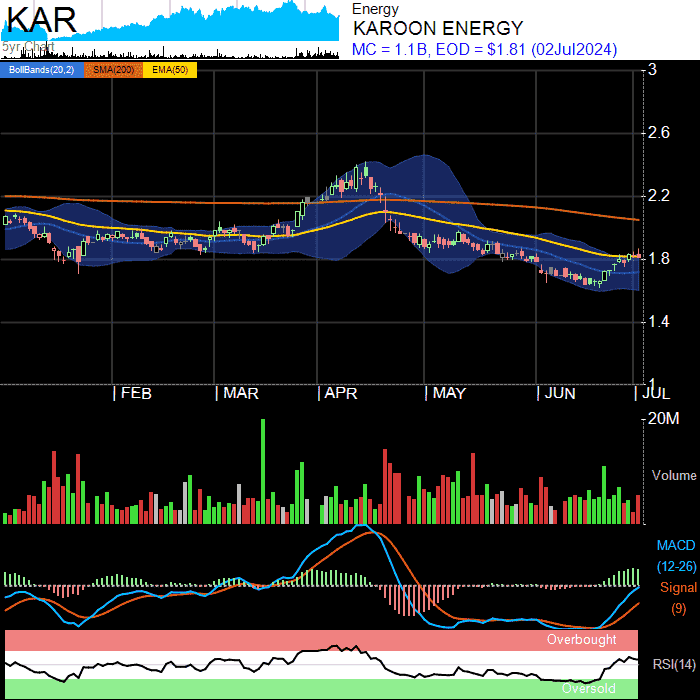 KAR
5yr Chart
Energy
KAROON ENERGY
MC = 1.1B, EOD = $1.81 (02Jul2024)
BollBands(20,2) SMA(200) EMA(50)
3
2.6
2.2
1.8
1.4
1
FEB MAR APR MAY JUN JUL
20M
Volume
MACD
(12-26)
Signal
(9)
Overbought
RSI(14)
Oversold